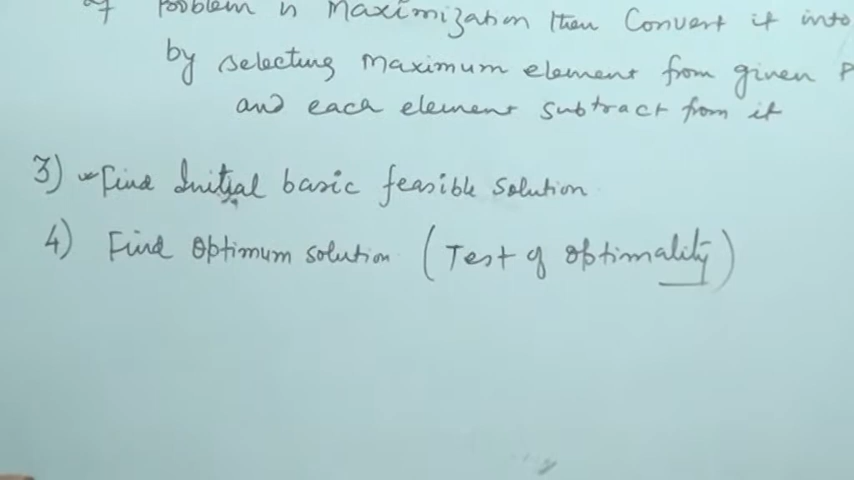 If Problem is Maximization then Convert it into
by selecting Maximum element from given P
and each element subtract from it
3) Find Initial basic feasible solution
4) Find Optimum solution (Test of optimality)